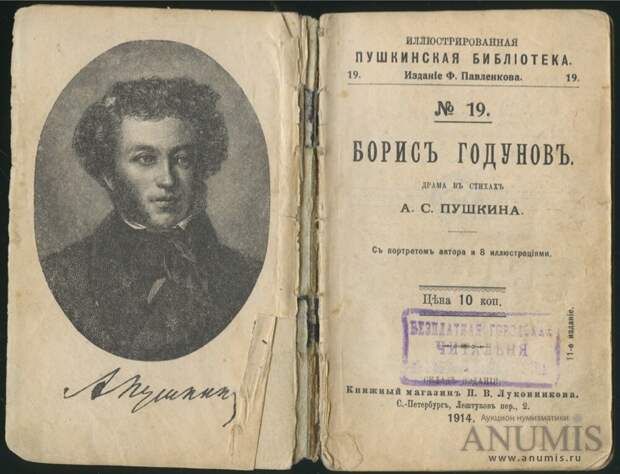 А Пушкинъ
ИЛЛЮСТРИРОВАННАЯ
ПУШКИНСКАЯ БИБЛІОТЕКА.
19. Изданіе Ф. Павленкова. 19.
№ 19.
БОРИСЪ ГОДУНОВЪ.
ДРАМА ВЪ СТИХАХЪ
А. С. ПУШКИНА.
Съ портретомъ автора и 8 иллюстраціями.
Цѣна 10 коп.
БЕЗПЛАТНАЯ ГОРОДСКАЯ
ЧИТАЛЬНЯ
11-е изданіе.
СКЛАДЪ ИЗДАНІЯ:
Книжный магазинъ П. В. Луковникова.
С.-Петербургъ, Лештуковъ пер., 2.
1914.
Аукцион нумизматики
ANUMIS
www.anumis.ru